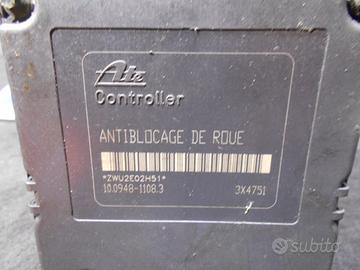 Ate
Controller
ANTIBLOCAGE DE ROUE
*ZWU2E02H51*
10.0948-1108.3 3X4751
subito